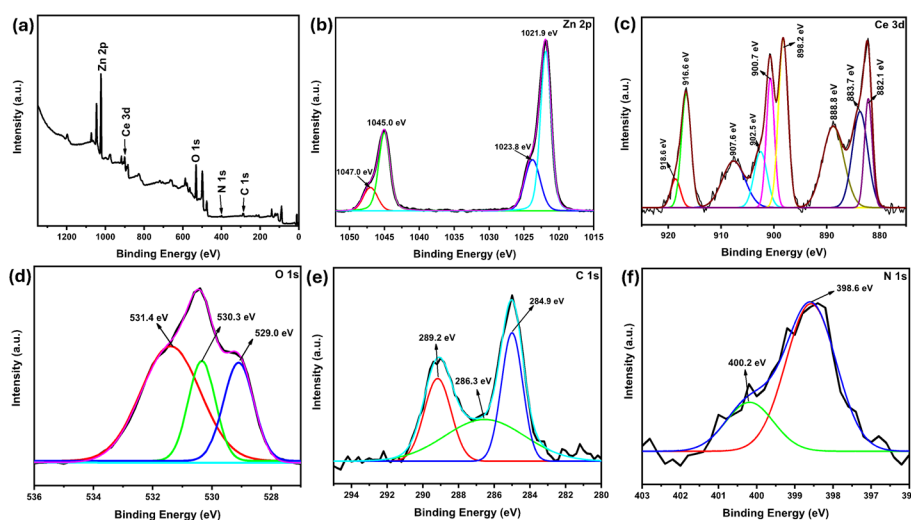 (a)
Zn 2p
Ce 3d
O 1s
N 1s
C 1s
Intensity (a.u.)
1200 1000 800 600 400 200 0
Binding Energy (eV)
(b)
Zn 2p
1021.9 eV
1045.0 eV
1023.8 eV
1047.0 eV
Intensity (a.u.)
1050 1045 1040 1035 1030 1025 1020 1015
Binding Energy (eV)
(c)
Ce 3d
916.6 eV
900.7 eV
898.2 eV
888.8 eV
883.7 eV
882.1 eV
902.5 eV
907.6 eV
918.6 eV
Intensity (a.u.)
920 910 900 890 880
Binding Energy (eV)
(d)
O 1s
531.4 eV
530.3 eV
529.0 eV
Intensity (a.u.)
536 534 532 530 528
Binding Energy (eV)
(e)
C 1s
284.9 eV
289.2 eV
286.3 eV
Intensity (a.u.)
294 292 290 288 286 284 282 280
Binding Energy (eV)
(f)
N 1s
398.6 eV
400.2 eV
Intensity (a.u.)
403 402 401 400 399 398 397 39
Binding Energy (eV)